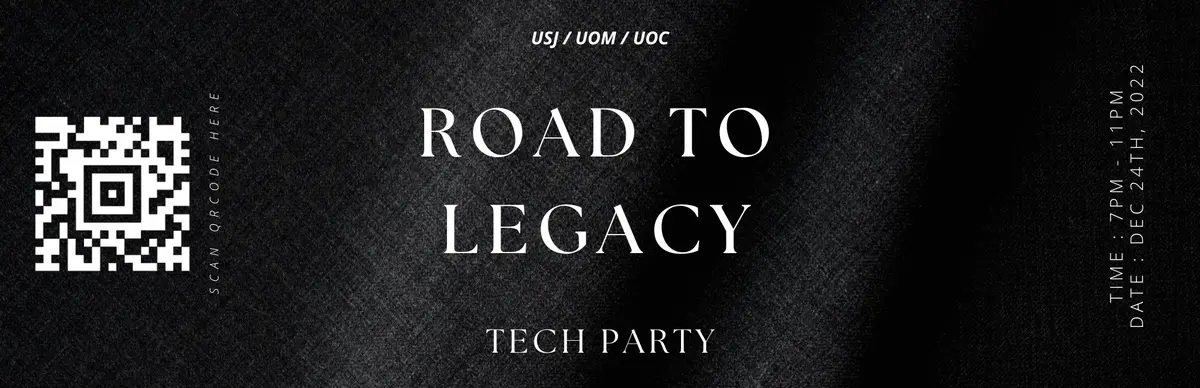 USJ / UOM / UOC
ROAD TO
LEGACY
TECH PARTY
SCAN QRCODE HERE
TIME : 7PM - 11PM
DATE : DEC 24TH, 2022